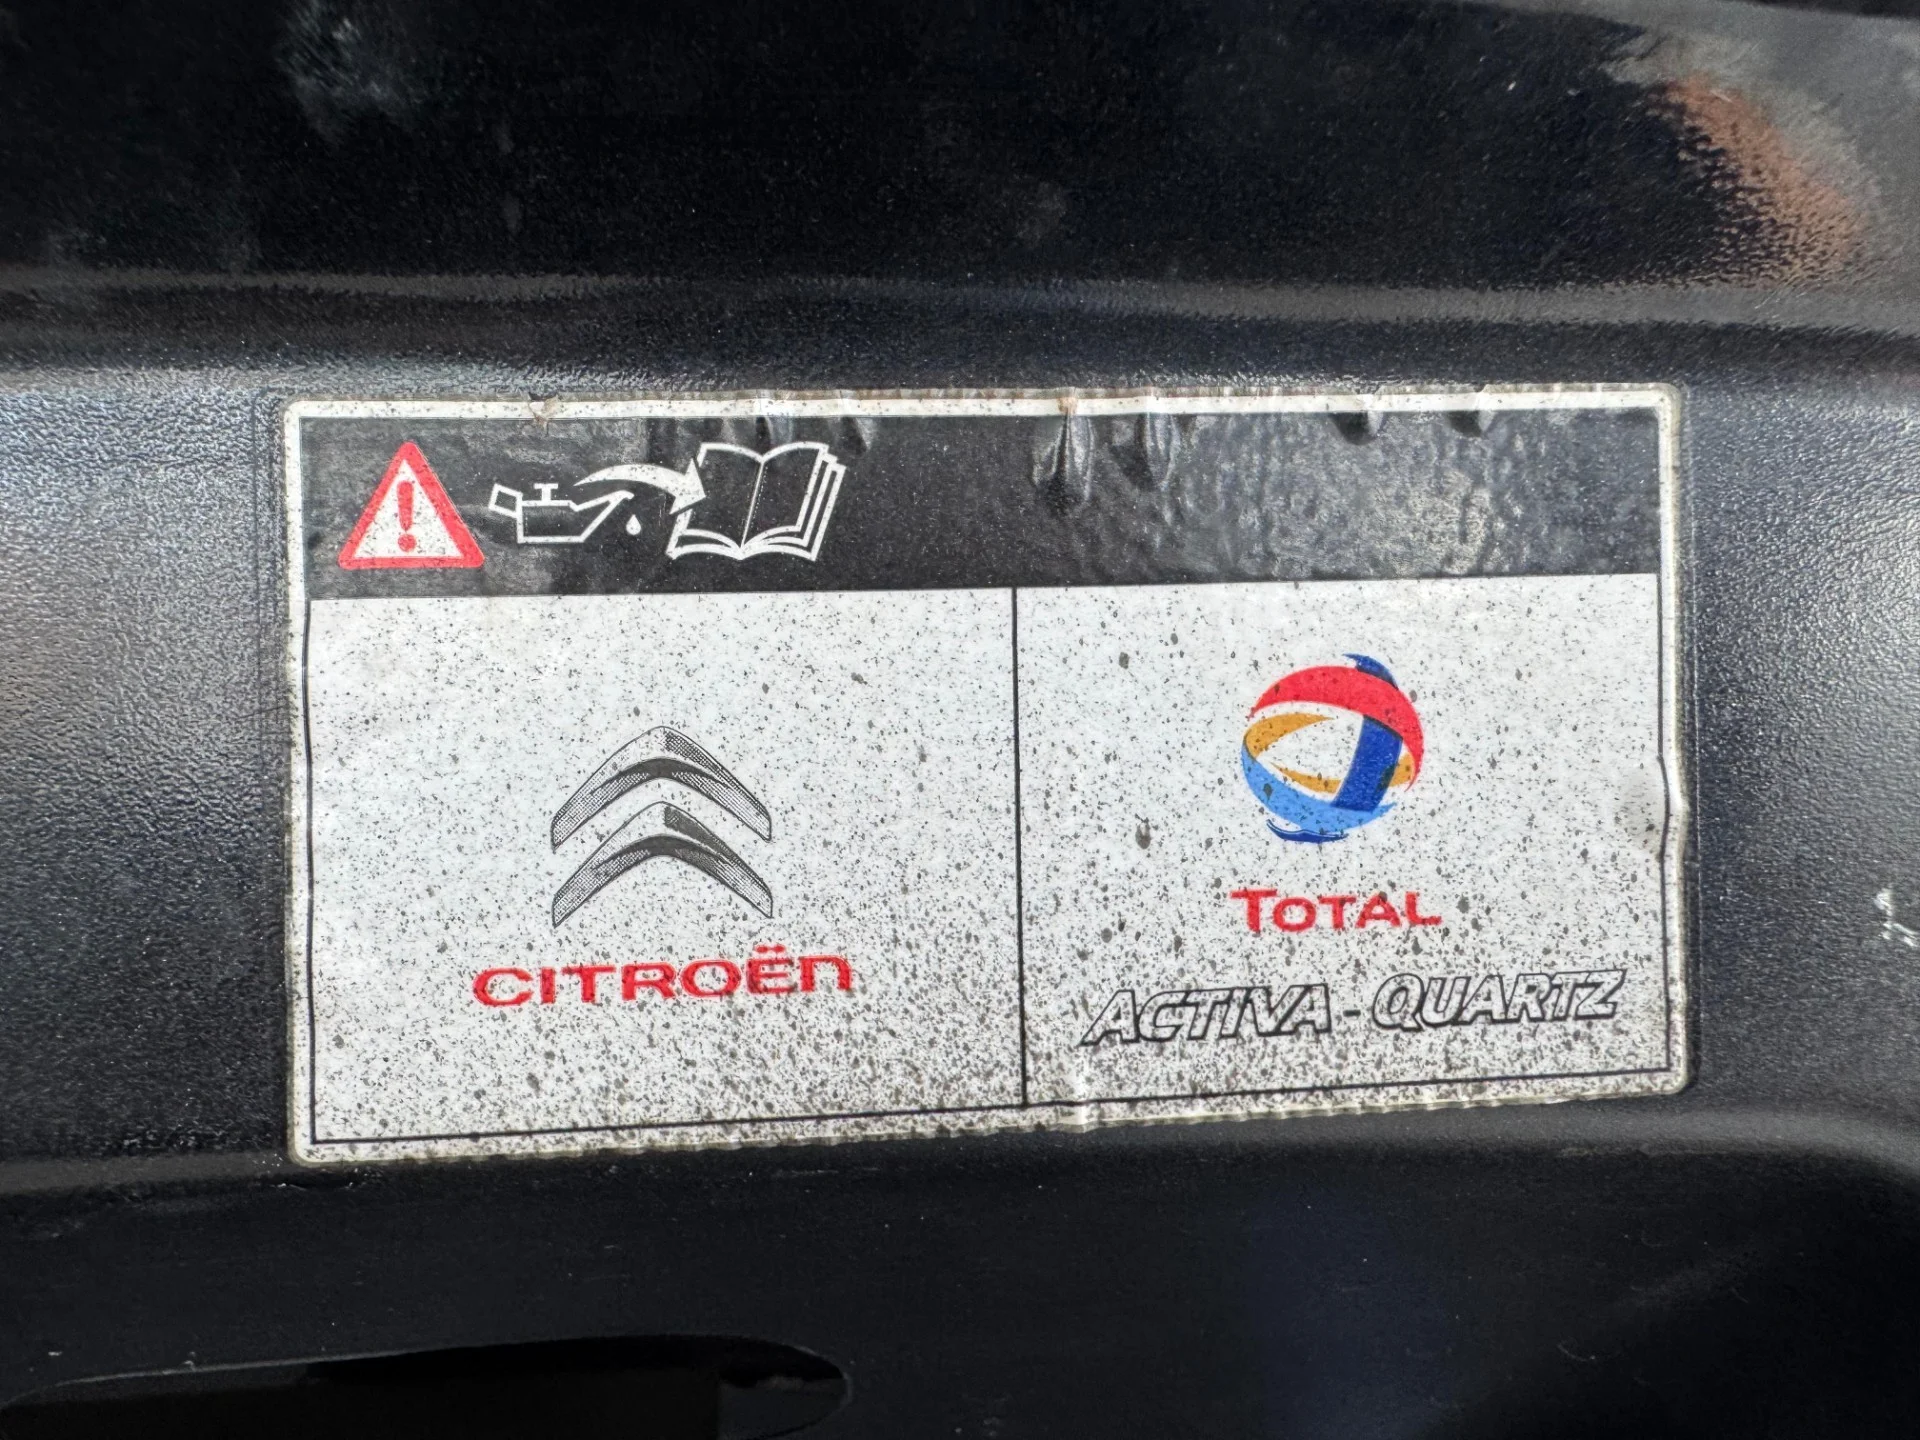 CITROËN
TOTAL
ACTIVA - QUARTZ